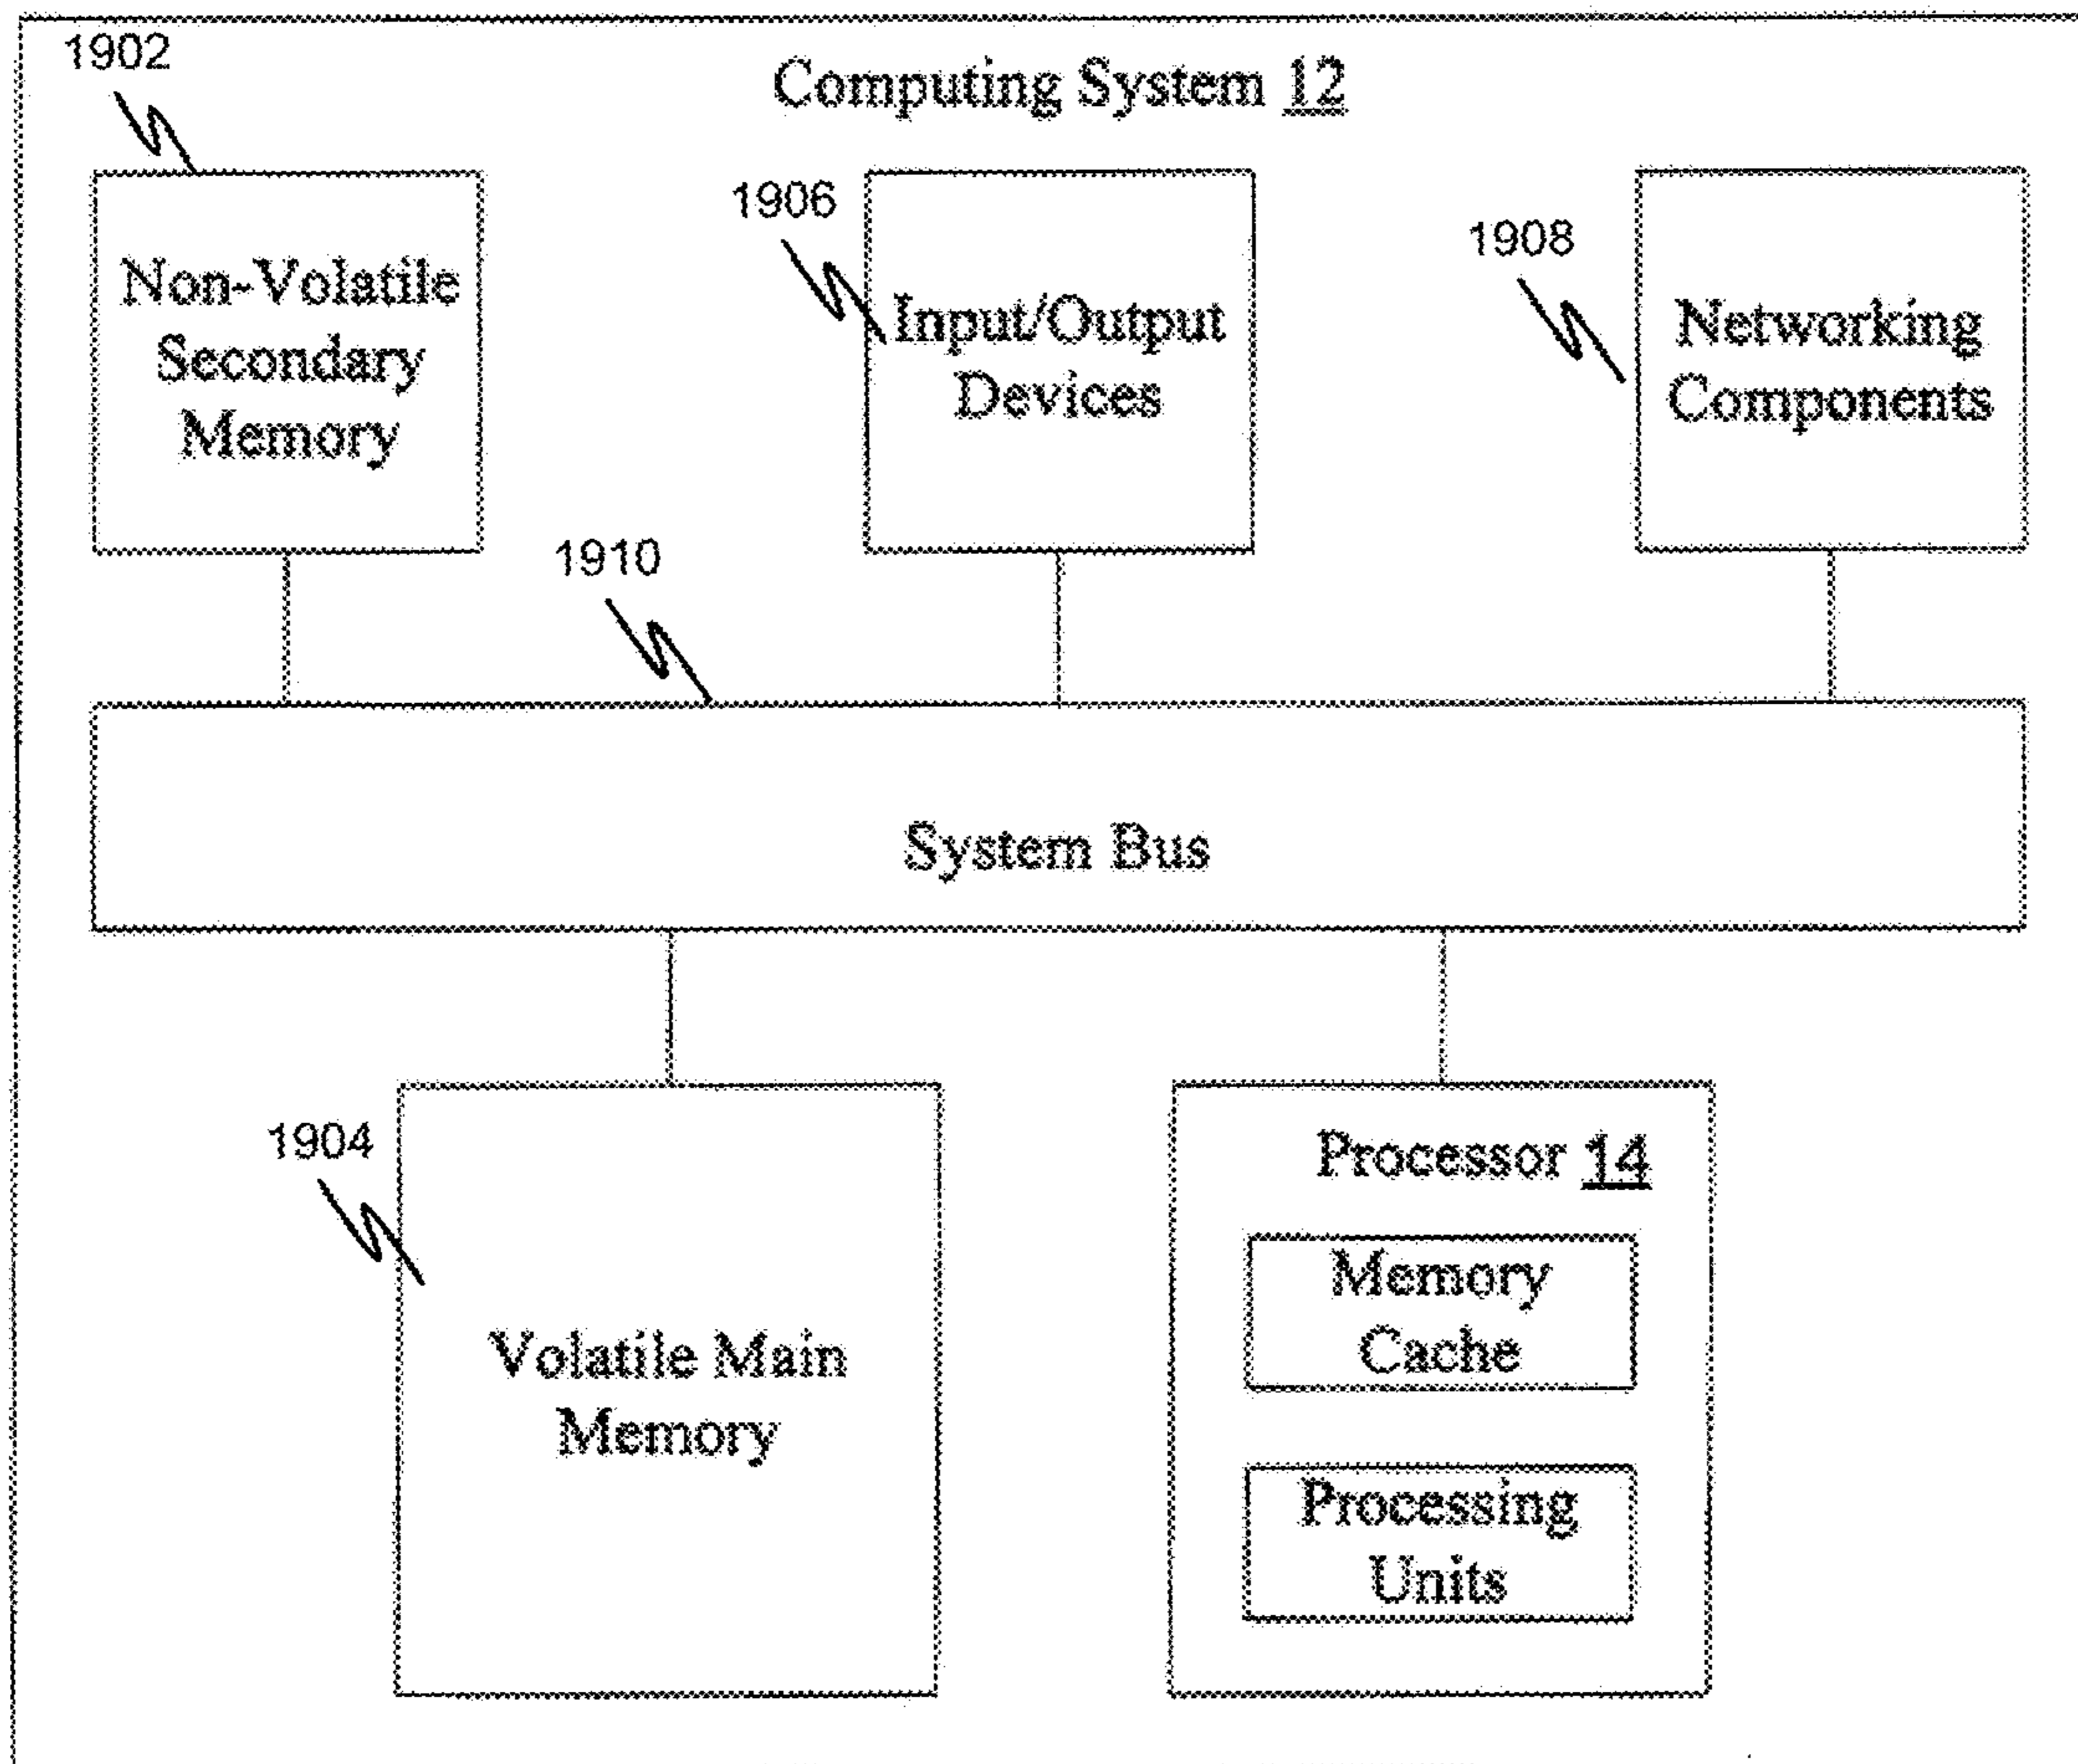 1902
Computing System 12
1906
1908
Non-Volatile
Secondary
Memory
Input/Output
Devices
Networking
Components
1910
System Bus
1904
Volatile Main
Memory
Processor 14
Memory
Cache
Processing
Units